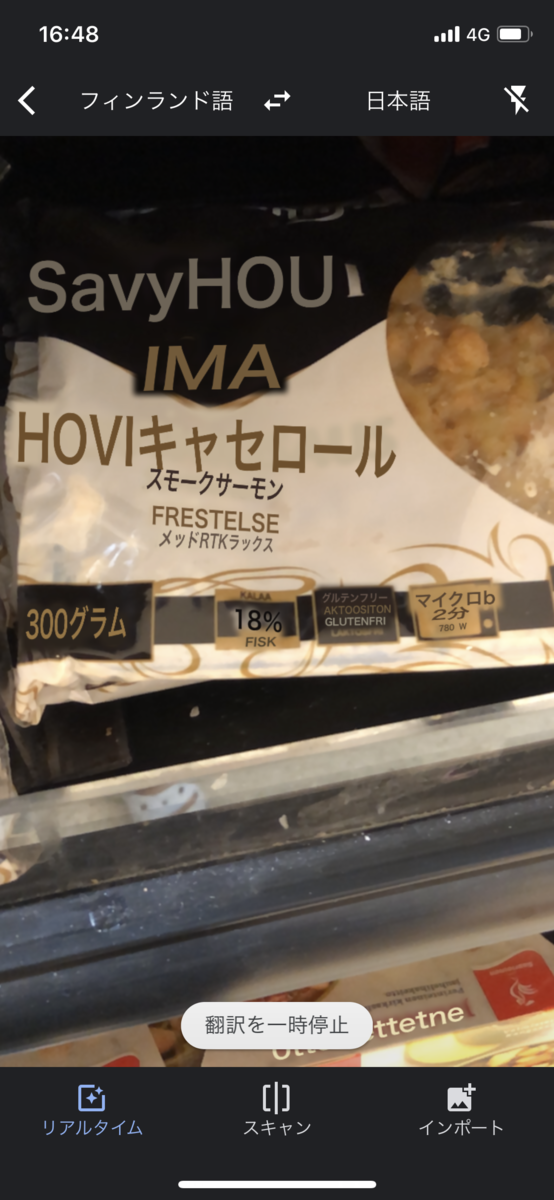 16:48
4G
フィンランド語
日本語
SavyHOU
IMA
HOVIキャセロール
スモークサーモン
FRESTELSE
メッドRTKラックス
300グラム
KALAA
18%
FISK
グルテンフリー
AKTOOSITON
GLUTENFRI
マイクロb
2分
780 W
翻訳を一時停止
ttetne
リアルタイム
スキャン
インポート